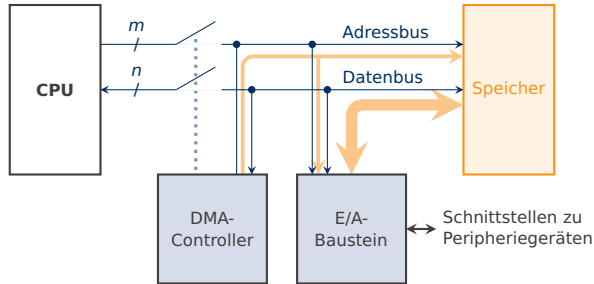 m
Adressbus
n
Datenbus
CPU
Speicher
DMA-
Controller
E/A-
Baustein
Schnittstellen zu
Peripheriegeräten